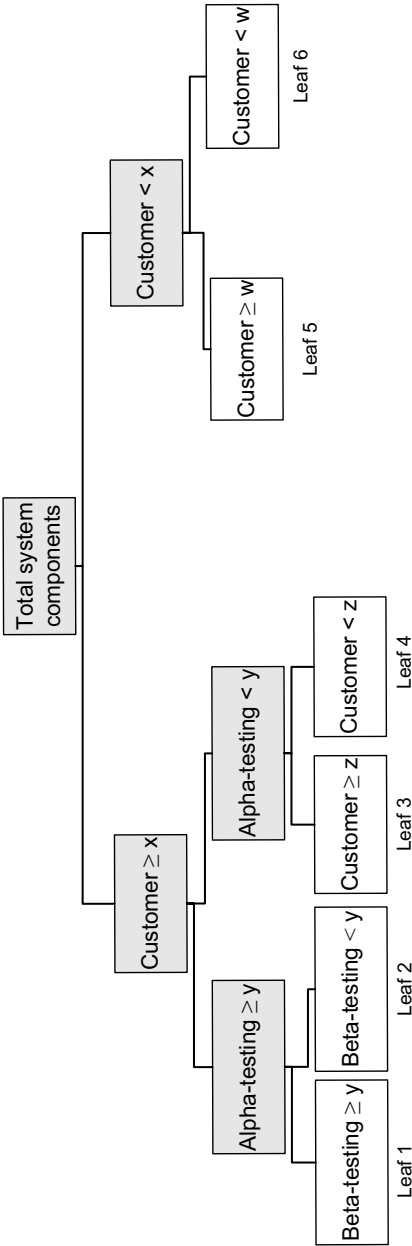 Total system
components
Customer ≥ x
Customer < x
Alpha-testing ≥ y
Alpha-testing < y
Customer ≥ w
Customer < w
Leaf 5
Leaf 6
Beta-testing ≥ y
Beta-testing < y
Customer ≥ z
Customer < z
Leaf 1
Leaf 2
Leaf 3
Leaf 4